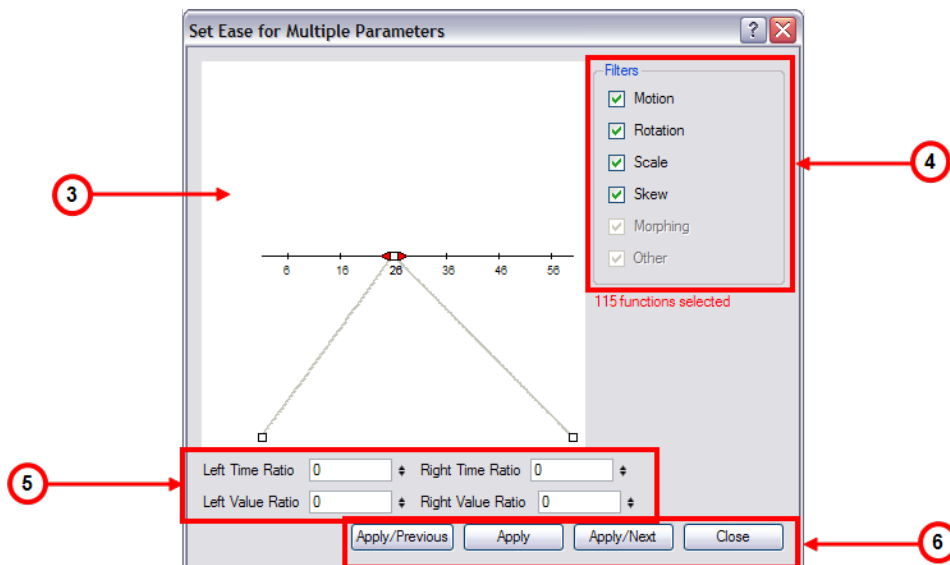 Set Ease for Multiple Parameters
?
Filters
Motion
Rotation
4
Scale
3
Skew
Morphing
6 16 26 36 46 56
Other
115 functions selected
Left Time Ratio 0 Right Time Ratio 0
5
Left Value Ratio 0 Right Value Ratio 0
Apply/Previous Apply Apply/Next Close
6